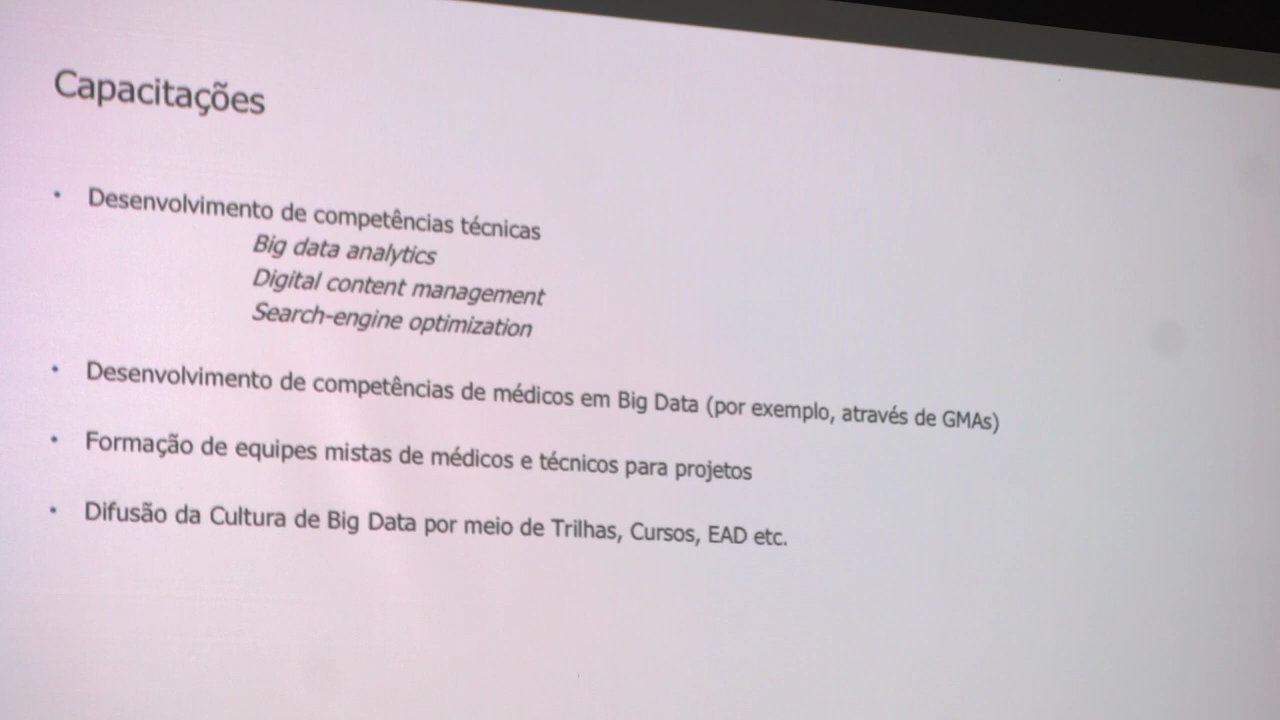 Capacitações
• Desenvolvimento de competências técnicas
Big data analytics
Digital content management
Search-engine optimization
• Desenvolvimento de competências de médicos em Big Data (por exemplo, através de GMAs)
• Formação de equipes mistas de médicos e técnicos para projetos
• Difusão da Cultura de Big Data por meio de Trilhas, Cursos, EAD etc.